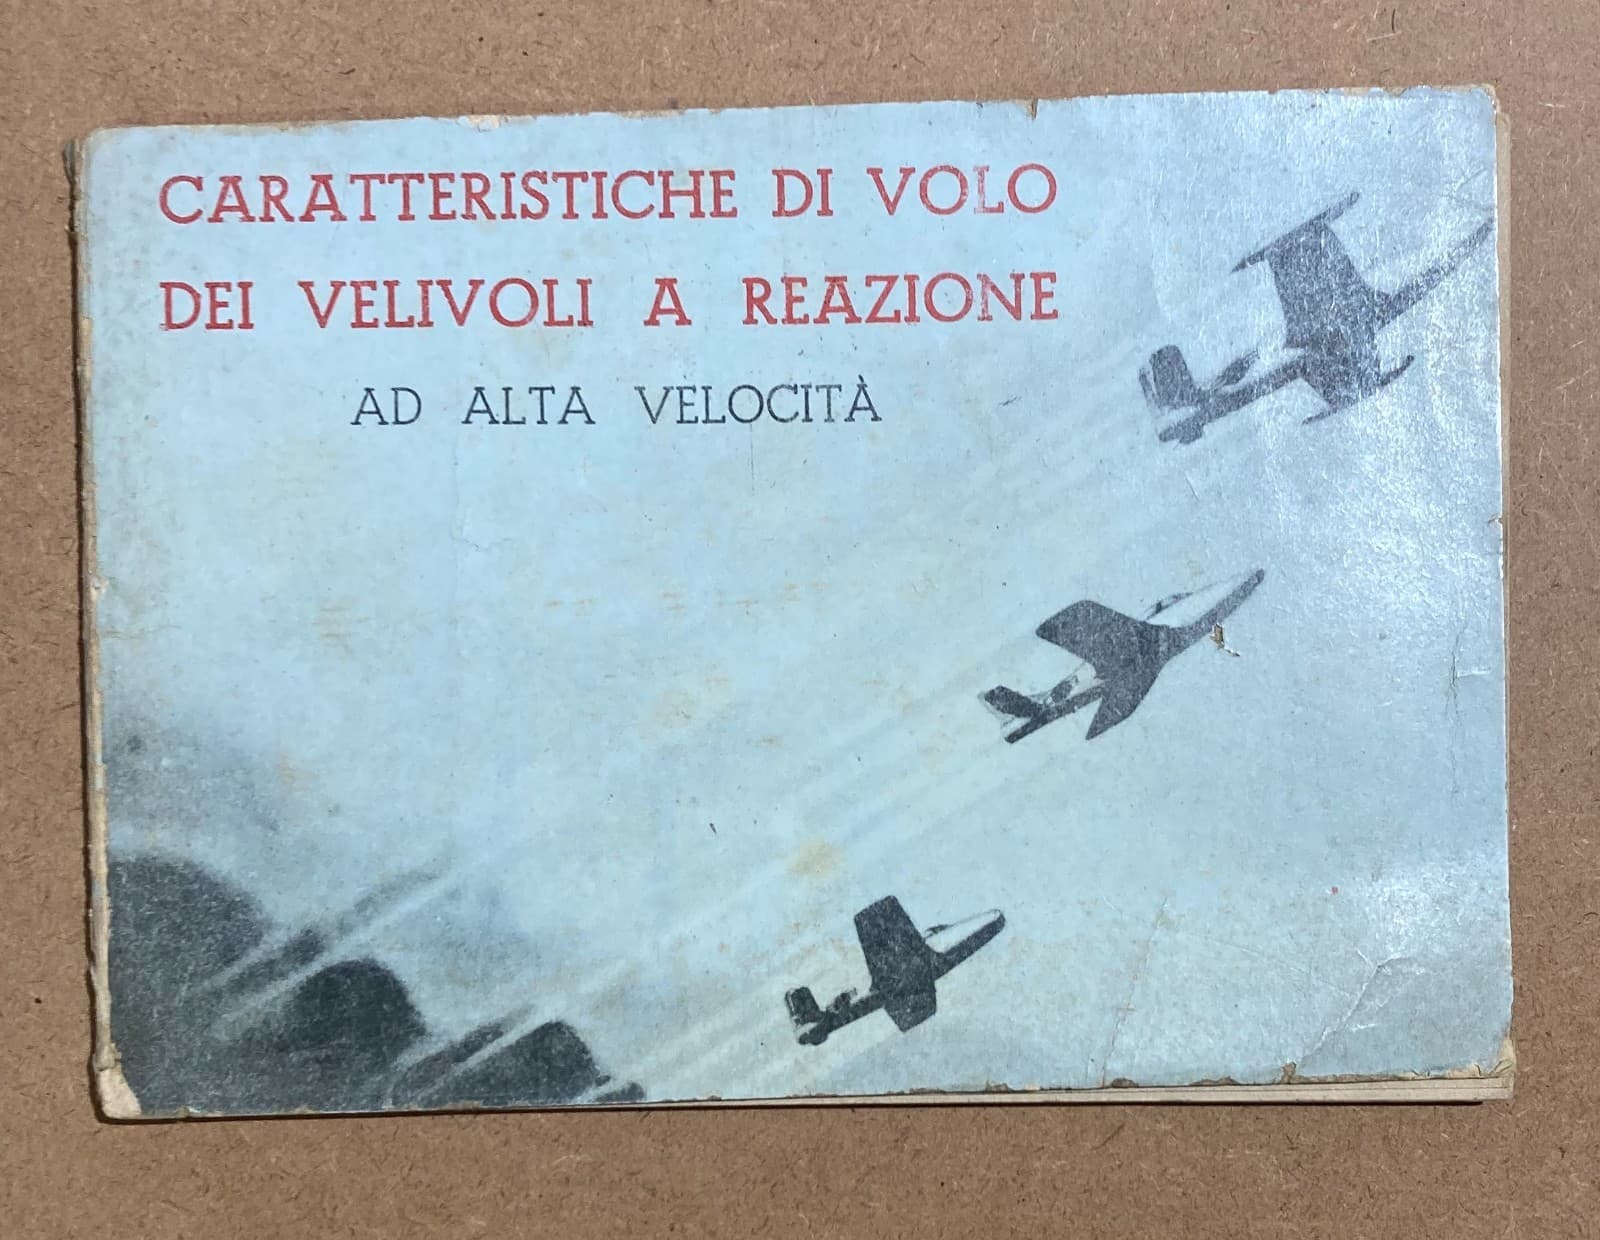 CARATTERISTICHE DI VOLO
DEI VELIVOLI A REAZIONE
AD ALTA VELOCITÀ